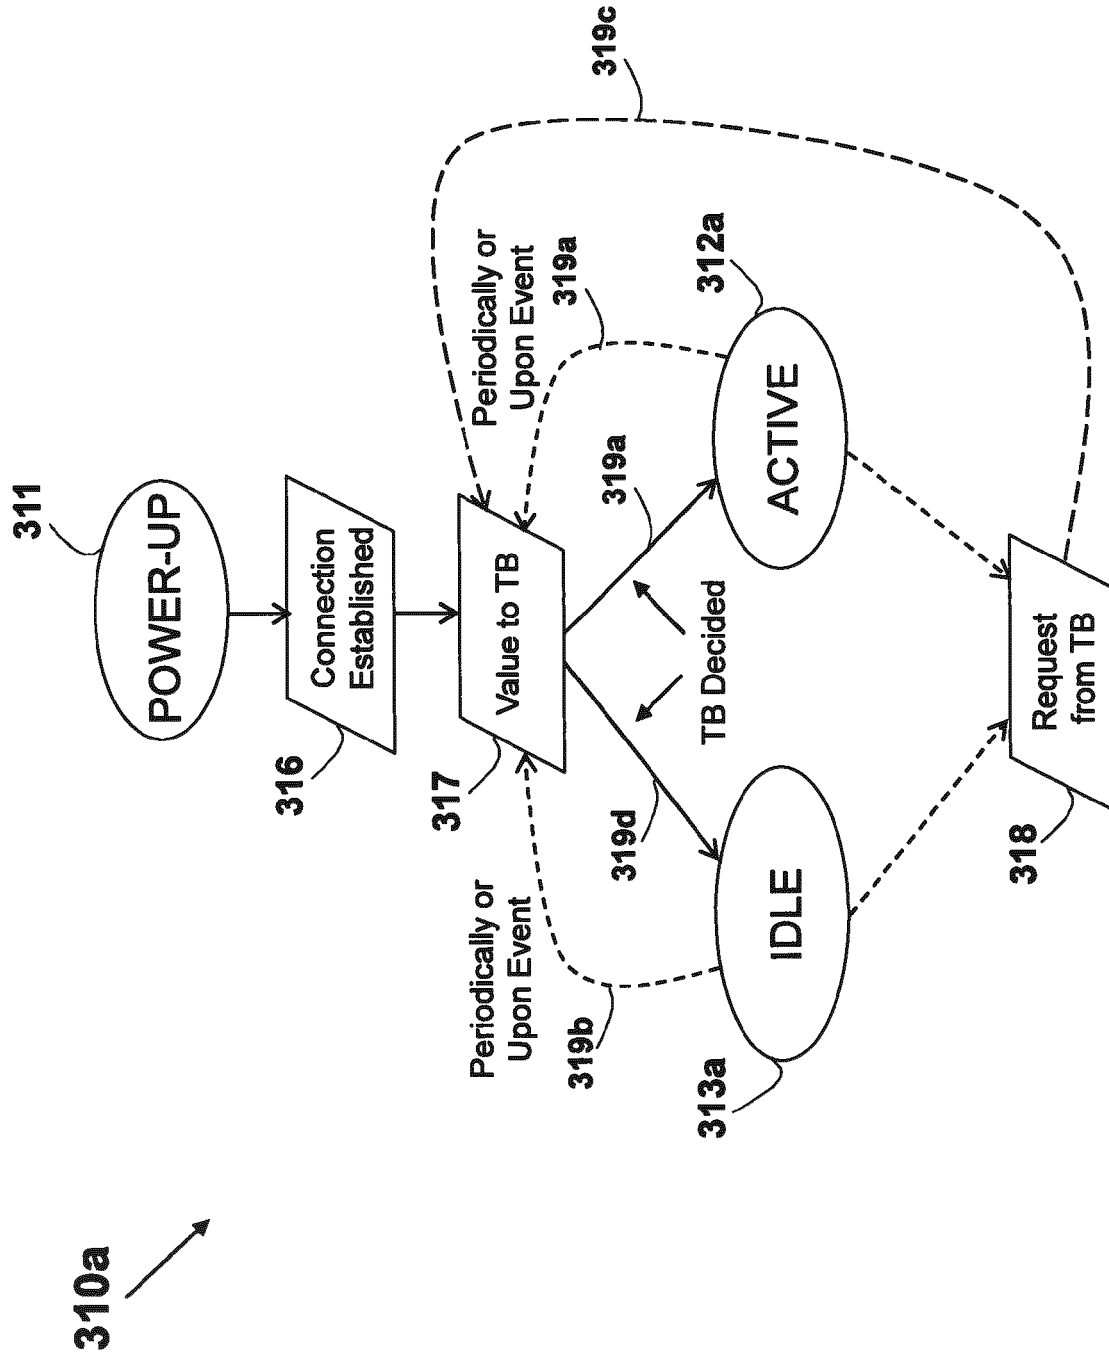 310a
311
POWER-UP
316
Connection
Established
317
Value to TB
Periodically or
Upon Event
319b
Periodically or
Upon Event
319a
319c
319d
TB Decided
319a
313a
IDLE
312a
ACTIVE
318
Request
from TB